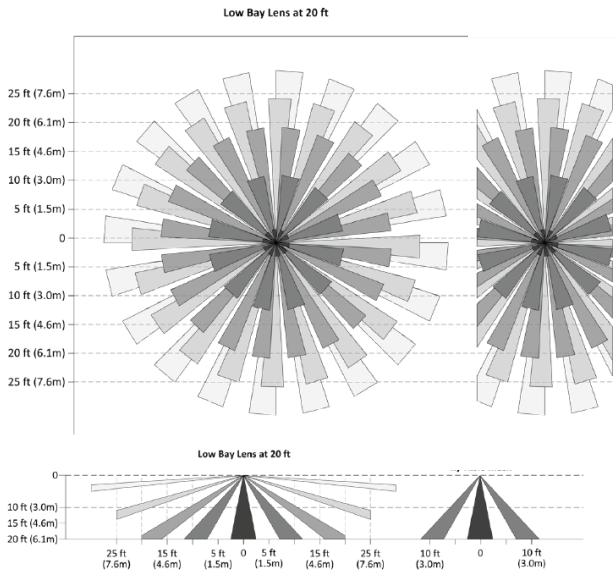 Low Bay Lens at 20 ft
25 ft (7.6m)
20 ft (6.1m)
15 ft (4.6m)
10 ft (3.0m)
5 ft (1.5m)
0
5 ft (1.5m)
10 ft (3.0m)
15 ft (4.6m)
20 ft (6.1m)
25 ft (7.6m)
Low Bay Lens at 20 ft
0
10 ft (3.0m)
15 ft (4.6m)
20 ft (6.1m)
25 ft 15 ft 5 ft 0 5 ft 15 ft 25 ft 10 ft 0 10 ft
(7.6m) (4.6m) (1.5m) (1.5m) (4.6m) (7.6m) (3.0m) (3.0m)